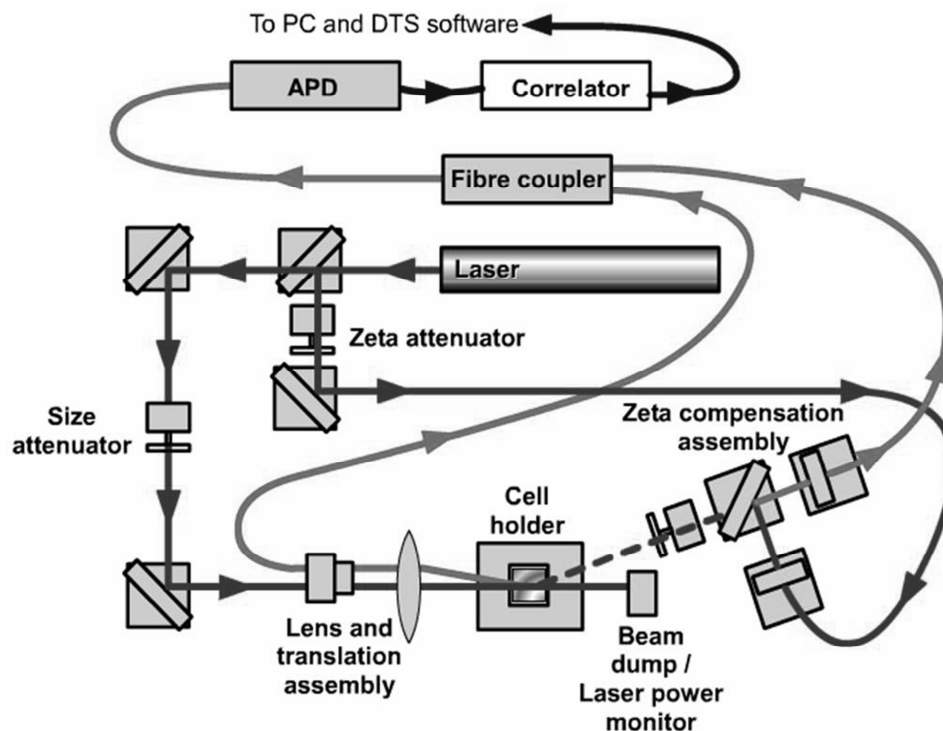 To PC and DTS software
APD
Correlator
Fibre coupler
Laser
Zeta attenuator
Size
attenuator
Zeta compensation
assembly
Cell
holder
Lens and
translation
assembly
Beam
dump /
Laser power
monitor